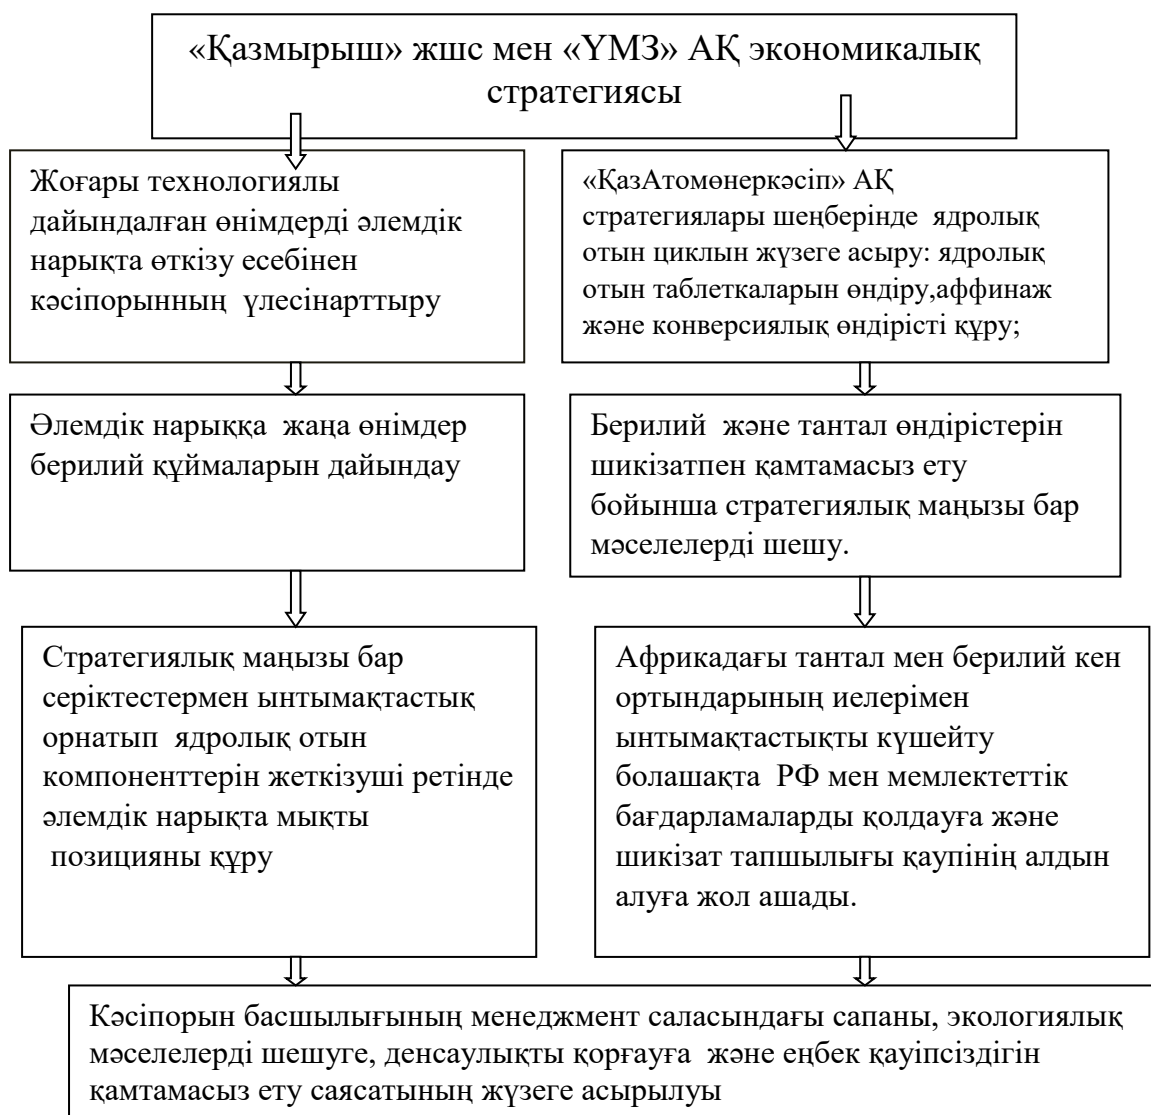 «Қазмырыш» жшс мен «ҮМЗ» АҚ экономикалық
стратегиясы
Жоғары технологиялы
дайындалған өнімдерді әлемдік
нарықта өткізу есебінен
кәсіпорынның үлесінарттыру
«ҚазАтомөнеркәсіп» АҚ
стратегиялары шеңберінде ядролық
отын циклын жүзеге асыру: ядролық
отын таблеткаларын өндіру,аффинаж
және конверсиялық өндірісті құру;
Әлемдік нарыққа жаңа өнімдер
берилий құймаларын дайындау
Берилий және тантал өндірістерін
шикізатпен қамтамасыз ету
бойынша стратегиялық маңызы бар
мәселелерді шешу.
Стратегиялық маңызы бар
серіктестермен ынтымақтастық
орнатып ядролық отын
компоненттерін жеткізуші ретінде
әлемдік нарықта мықты
позицияны құру
Африкадағы тантал мен берилий кен
ортындарының иелерімен
ынтымақтастықты күшейту
болашақта РФ мен мемлектеттік
бағдарламаларды қолдауға және
шикізат тапшылығы қаупінің алдын
алуға жол ашады.
Кәсіпорын басшылығының менеджмент саласындағы сапаны, экологиялық
мәселелерді шешуге, денсаулықты қорғауға және еңбек қауіпсіздігін
қамтамасыз ету саясатының жүзеге асырылуы